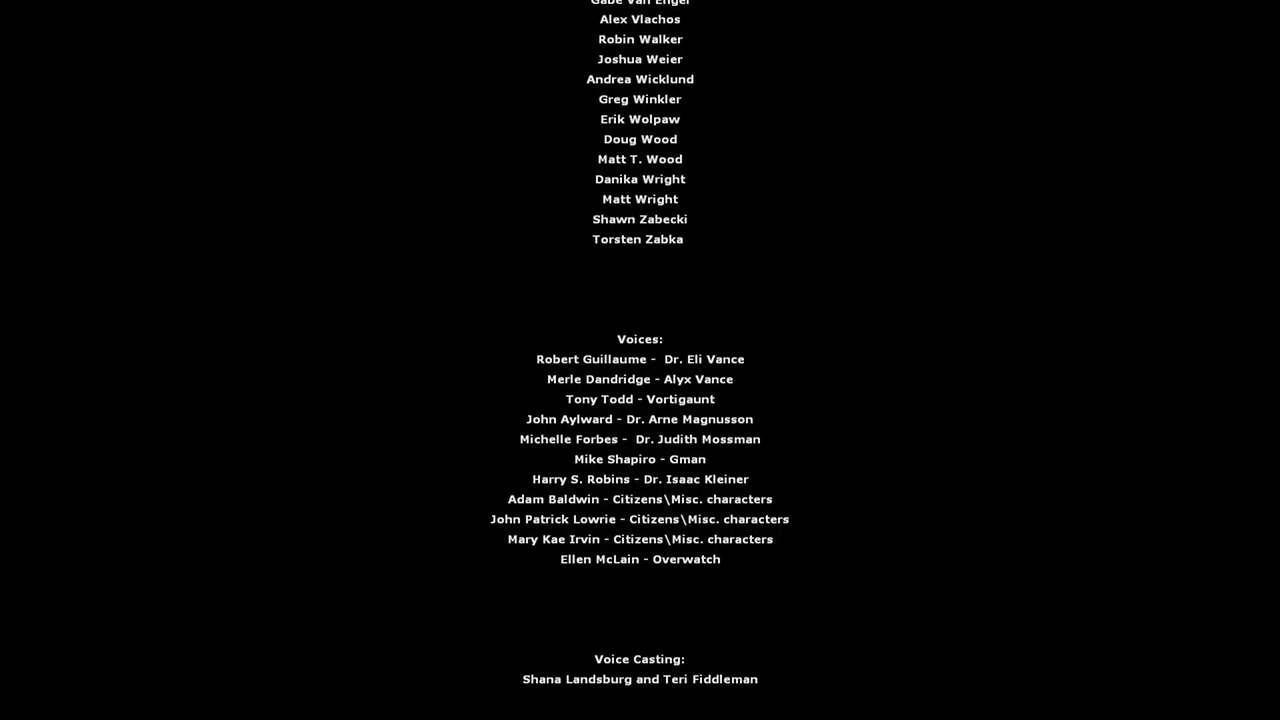 Gabe Van Engel
Alex Vlachos
Robin Walker
Joshua Weier
Andrea Wicklund
Greg Winkler
Erik Wolpaw
Doug Wood
Matt T. Wood
Danika Wright
Matt Wright
Shawn Zabecki
Torsten Zabka
Voices:
Robert Guillaume -  Dr. Eli Vance
Merle Dandridge - Alyx Vance
Tony Todd - Vortigaunt
John Aylward - Dr. Arne Magnusson
Michelle Forbes -  Dr. Judith Mossman
Mike Shapiro - Gman
Harry S. Robins - Dr. Isaac Kleiner
Adam Baldwin - Citizens\Misc. characters
John Patrick Lowrie - Citizens\Misc. characters
Mary Kae Irvin - Citizens\Misc. characters
Ellen McLain - Overwatch
Voice Casting:
Shana Landsburg and Teri Fiddleman